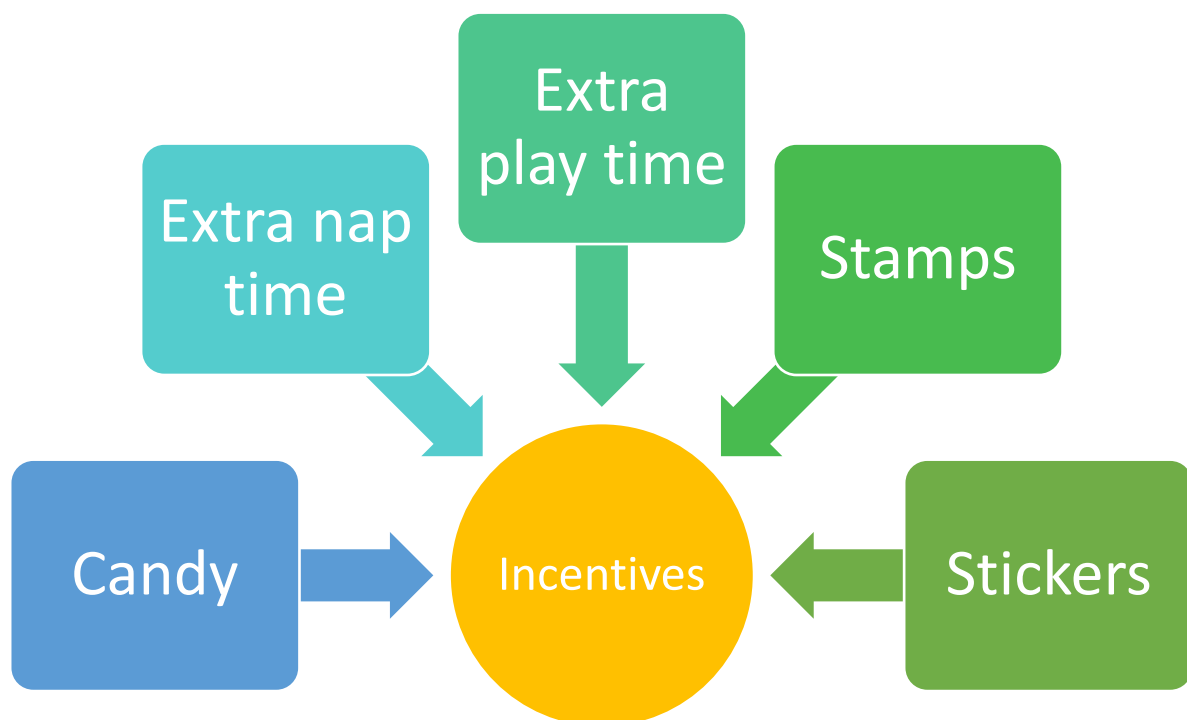 Extra
play time
Extra nap
time
Stamps
Candy
Incentives
Stickers